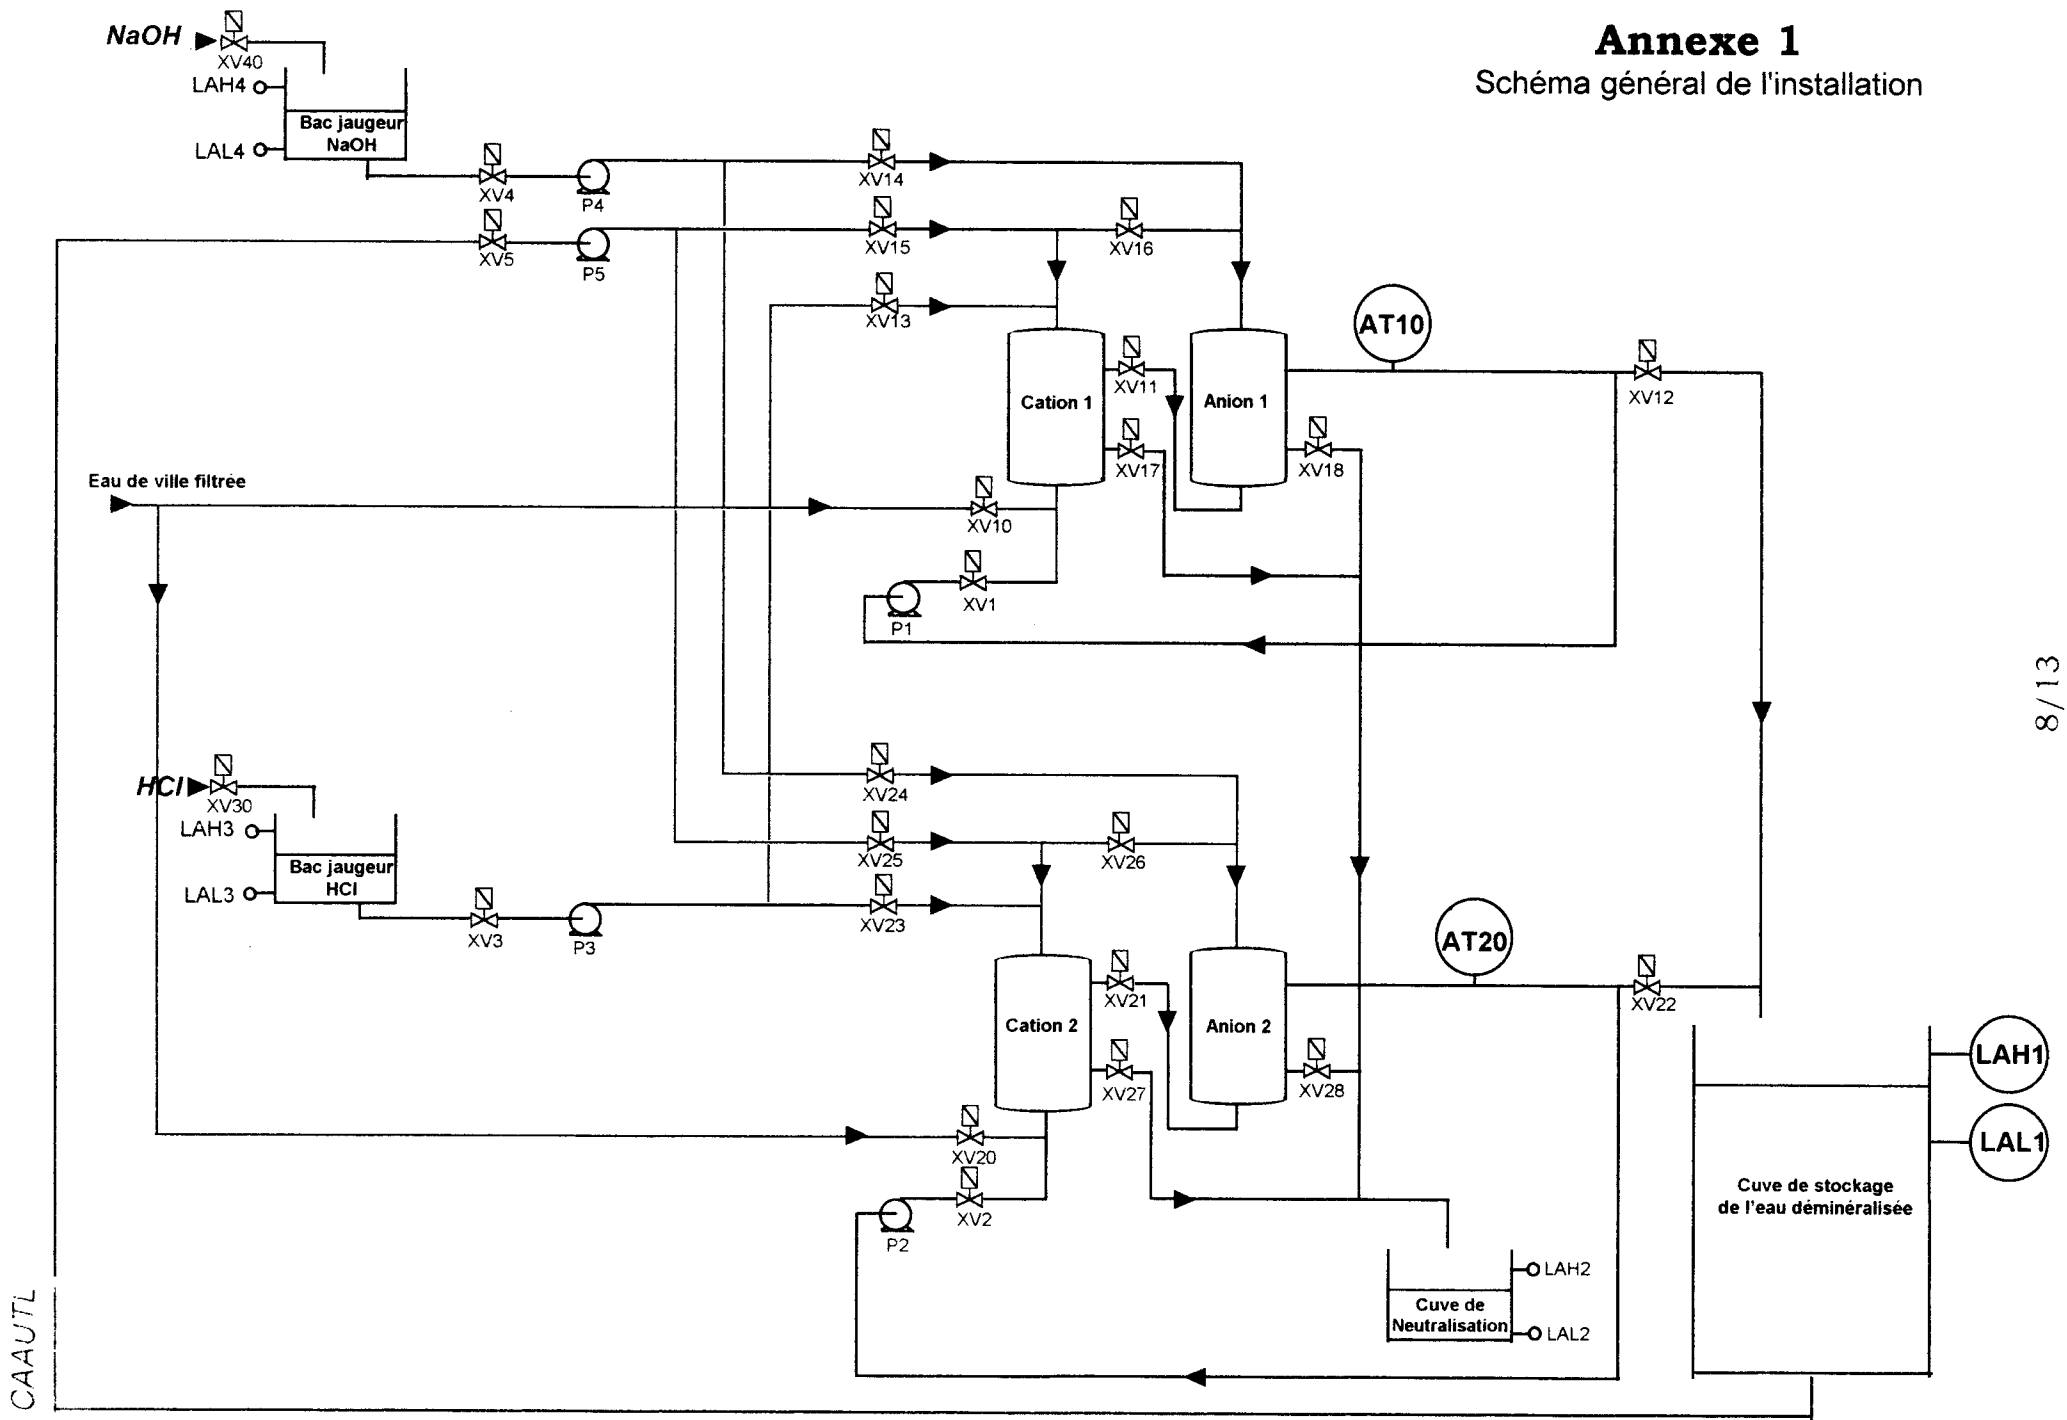 Annexe 1
Schéma général de l'installation
NaOH
XV40
LAH4
Bac jaugeur
NaOH
LAL4
XV4
P4
XV14
XV5
P5
XV15
XV16
XV13
AT10
XV11
XV12
Cation 1
Anion 1
XV17
XV18
Eau de ville filtrée
XV10
XV1
P1
8/13
HCl
XV30
XV24
LAH3
XV25
XV26
Bac jaugeur
HCl
LAL3
XV3
P3
XV23
AT20
XV21
XV22
Cation 2
Anion 2
LAH1
XV27
XV28
LAL1
XV20
XV2
P2
Cuve de stockage
de l'eau déminéralisée
LAH2
Cuve de
Neutralisation
LAL2
CAAUTL